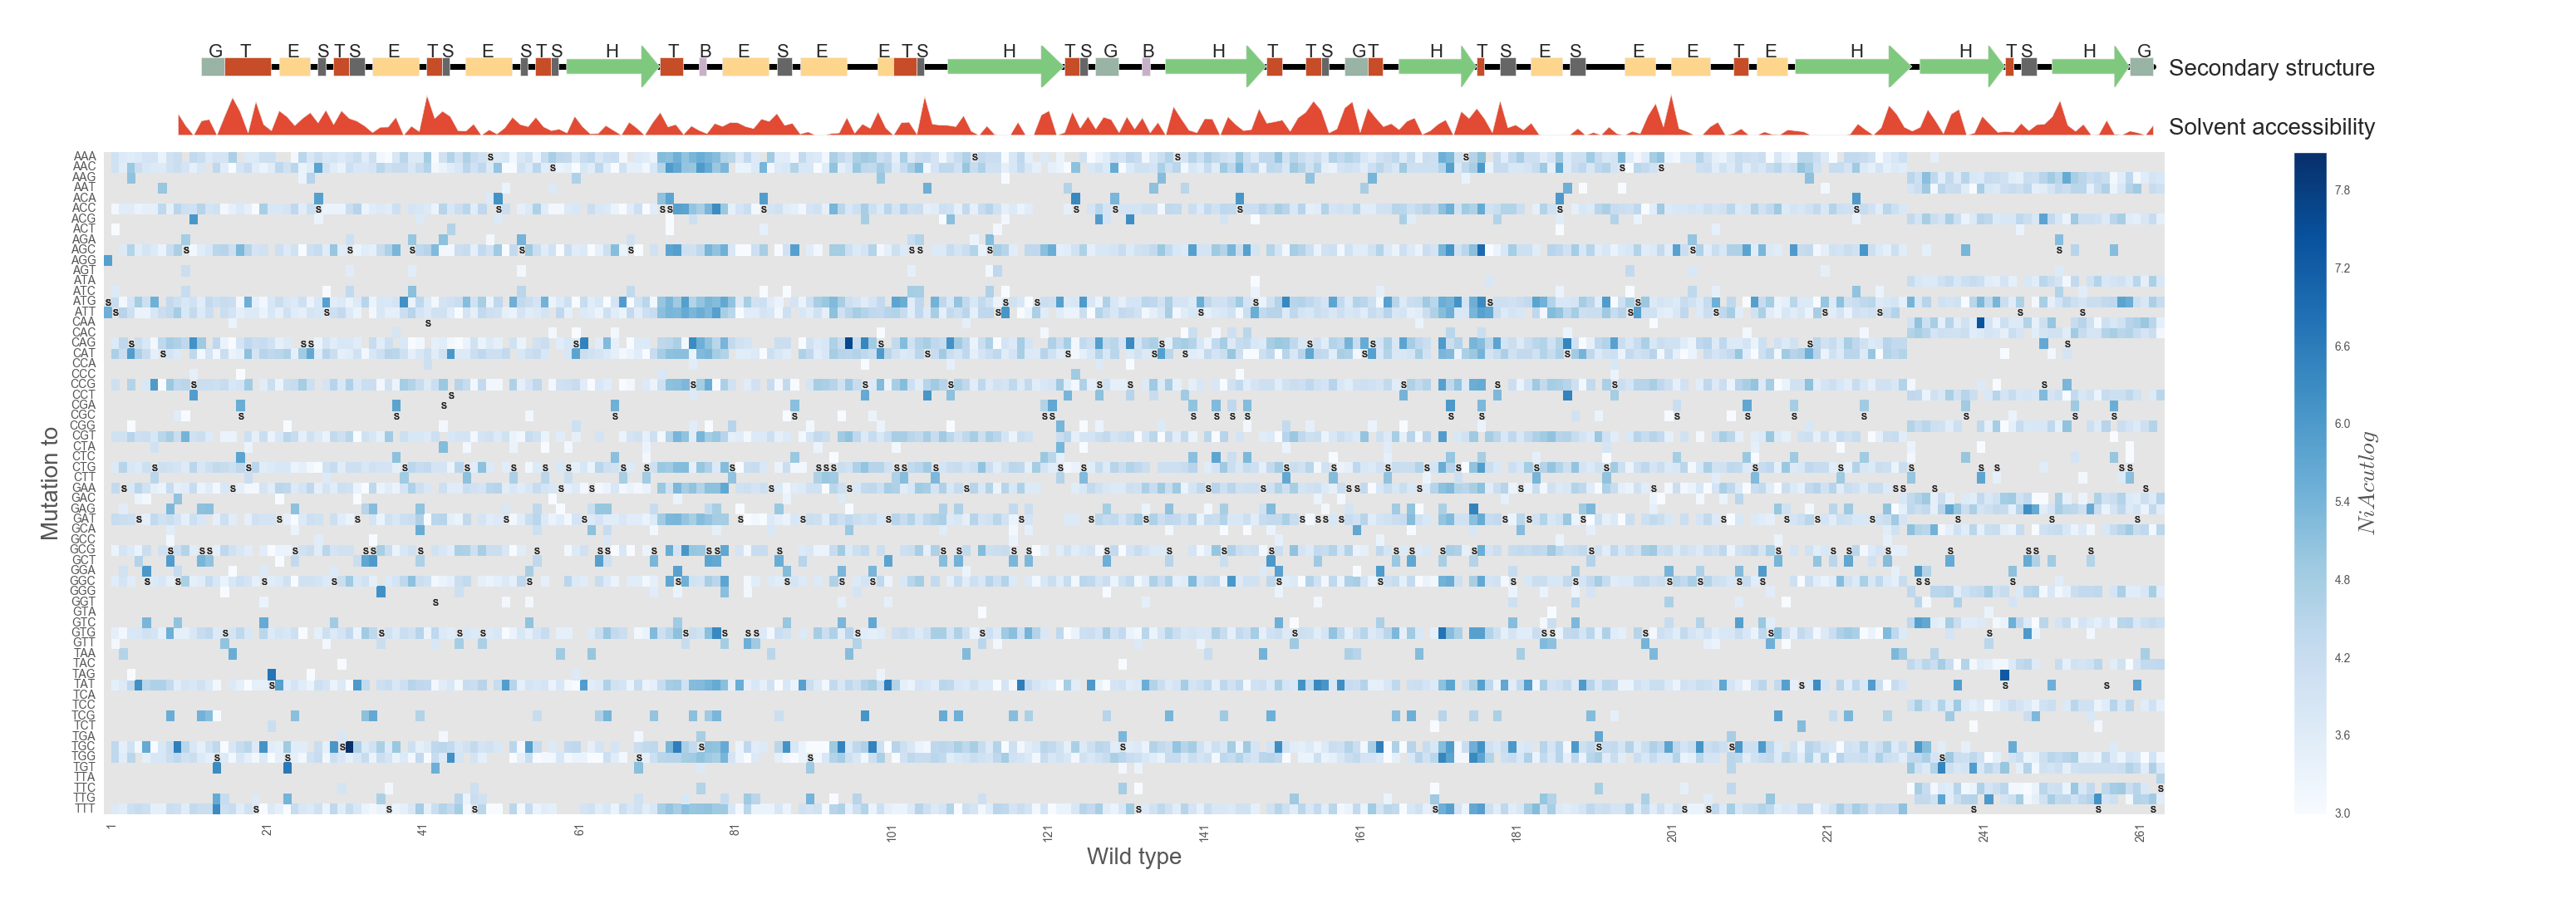 G T E S T S E T S E S T S H T B E S E E T S H T S G B H T T S G T H T S E S E E T E H H T S H G
Secondary structure
Solvent accessibility
AAA
AAC
AAG
AAT
ACA
ACC
ACG
ACT
AGA
AGC
AGG
AGT
ATA
ATC
ATG
ATT
CAA
CAC
CAG
CAT
CCA
CCC
CCG
CCT
CGA
CGC
CGG
CGT
CTA
CTC
CTG
CTT
GAA
GAC
GAG
GAT
GCA
GCC
GCG
GCT
GGA
GGC
GGG
GGT
GTA
GTC
GTG
GTT
TAA
TAC
TAG
TAT
TCA
TCC
TCG
TCT
TGA
TGC
TGG
TGT
TTA
TTC
TTG
TTT
Mutation to
1 21 41 61 81 101 121 141 161 181 201 221 241 261
Wild type
7.8
7.2
6.6
6.0
5.4
4.8
4.2
3.6
3.0
NiAcutlog